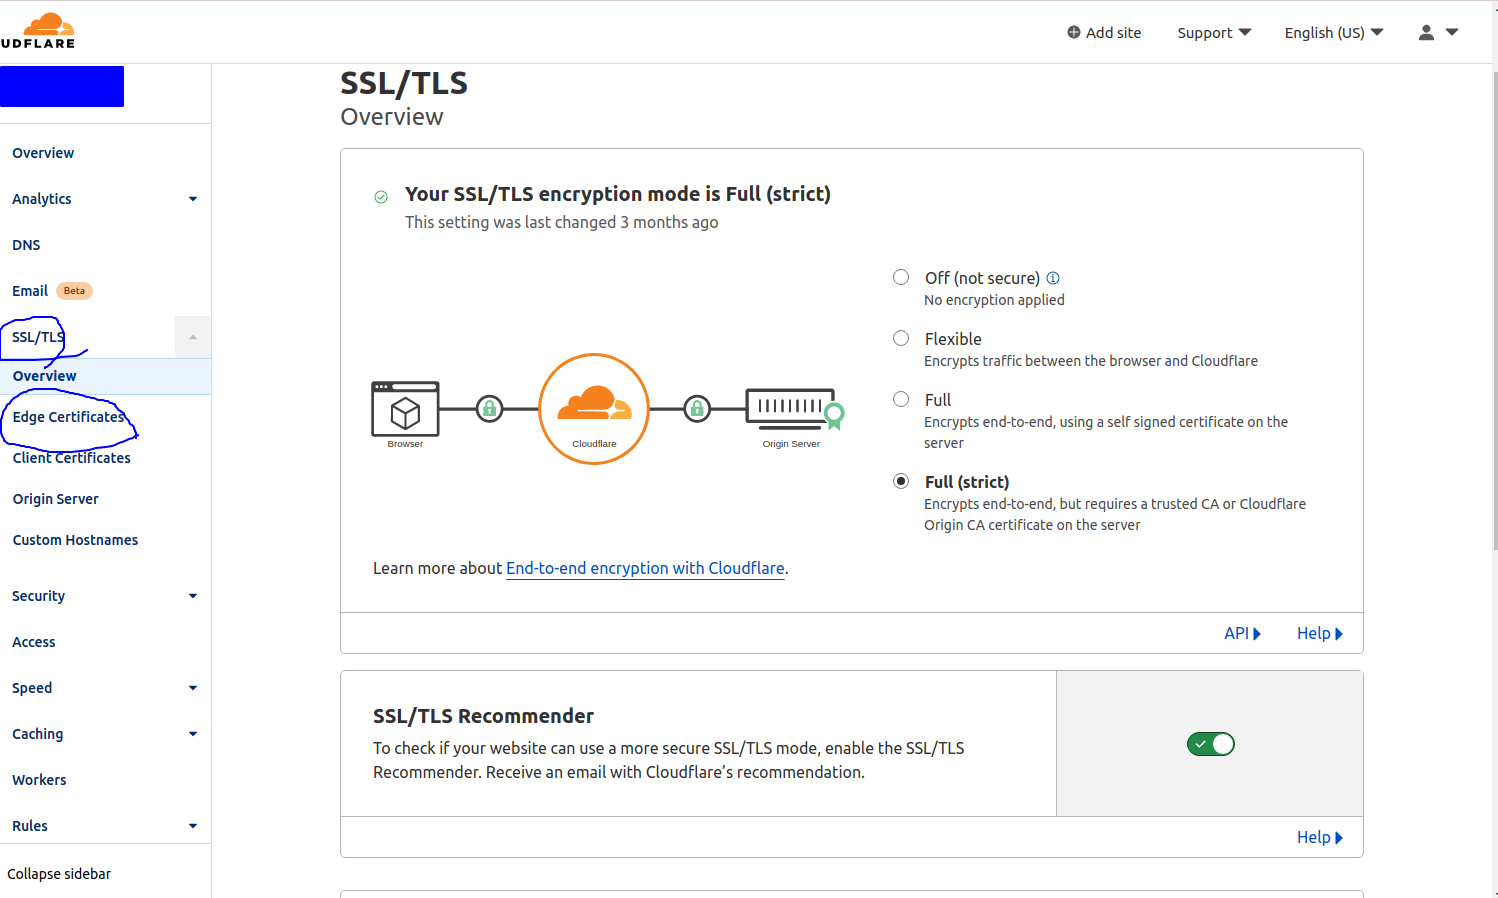 UDFLARE
Add site
Support
English (US)
Overview
Analytics
DNS
Email Beta
SSL/TLS
Overview
Edge Certificates
Client Certificates
Origin Server
Custom Hostnames
Security
Access
Speed
Caching
Workers
Rules
Collapse sidebar
SSL/TLS
Overview
Your SSL/TLS encryption mode is Full (strict)
This setting was last changed 3 months ago
Browser
Cloudflare
Origin Server
Off (not secure)
No encryption applied
Flexible
Encrypts traffic between the browser and Cloudflare
Full
Encrypts end-to-end, using a self signed certificate on the
server
Full (strict)
Encrypts end-to-end, but requires a trusted CA or Cloudflare
Origin CA certificate on the server
Learn more about End-to-end encryption with Cloudflare.
API
Help
SSL/TLS Recommender
To check if your website can use a more secure SSL/TLS mode, enable the SSL/TLS
Recommender. Receive an email with Cloudflare’s recommendation.
Help